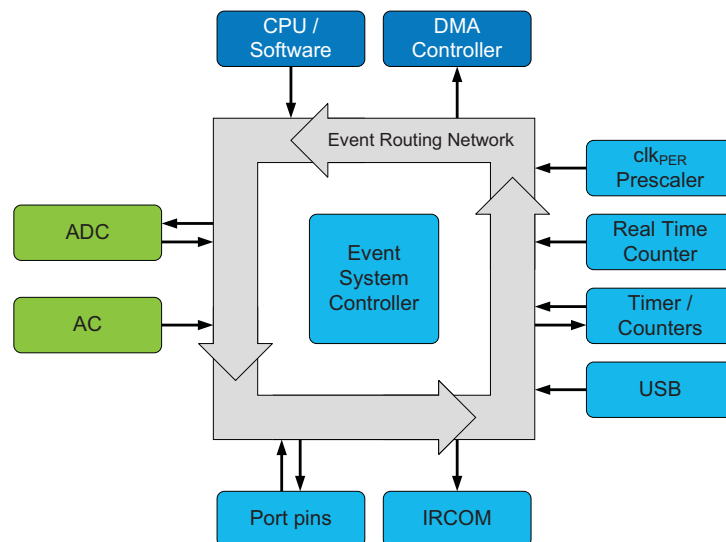 CPU /
Software
DMA
Controller
Event Routing Network
clkPER
Prescaler
ADC
Event
System
Controller
Real Time
Counter
AC
Timer /
Counters
USB
Port pins
IRCOM